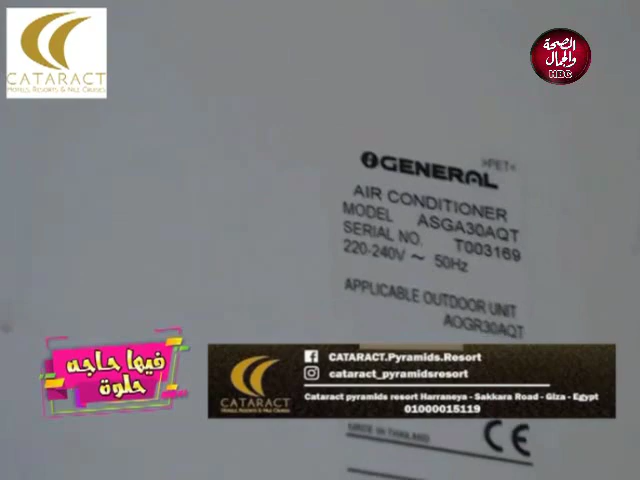 CATARACT
HOTELS, RESORTS & NILE CRUISES
الصحة
والجمال
HBC
>PET<
GENERAL
AIR CONDITIONER
MODEL ASGA30AQT
SERIAL NO. T003169
220-240V ~ 50Hz
APPLICABLE OUTDOOR UNIT
AOGR30AQT
فيها حاجه
حلوة
CATARACT.Pyramids.Resort
cataract_pyramidsresort
CATARACT
HOTELS, RESORTS & NILE CRUISES
Cataract pyramids resort Harraneya - Sakkara Road - Giza - Egypt
01000015119
MADE IN THAILAND
CE